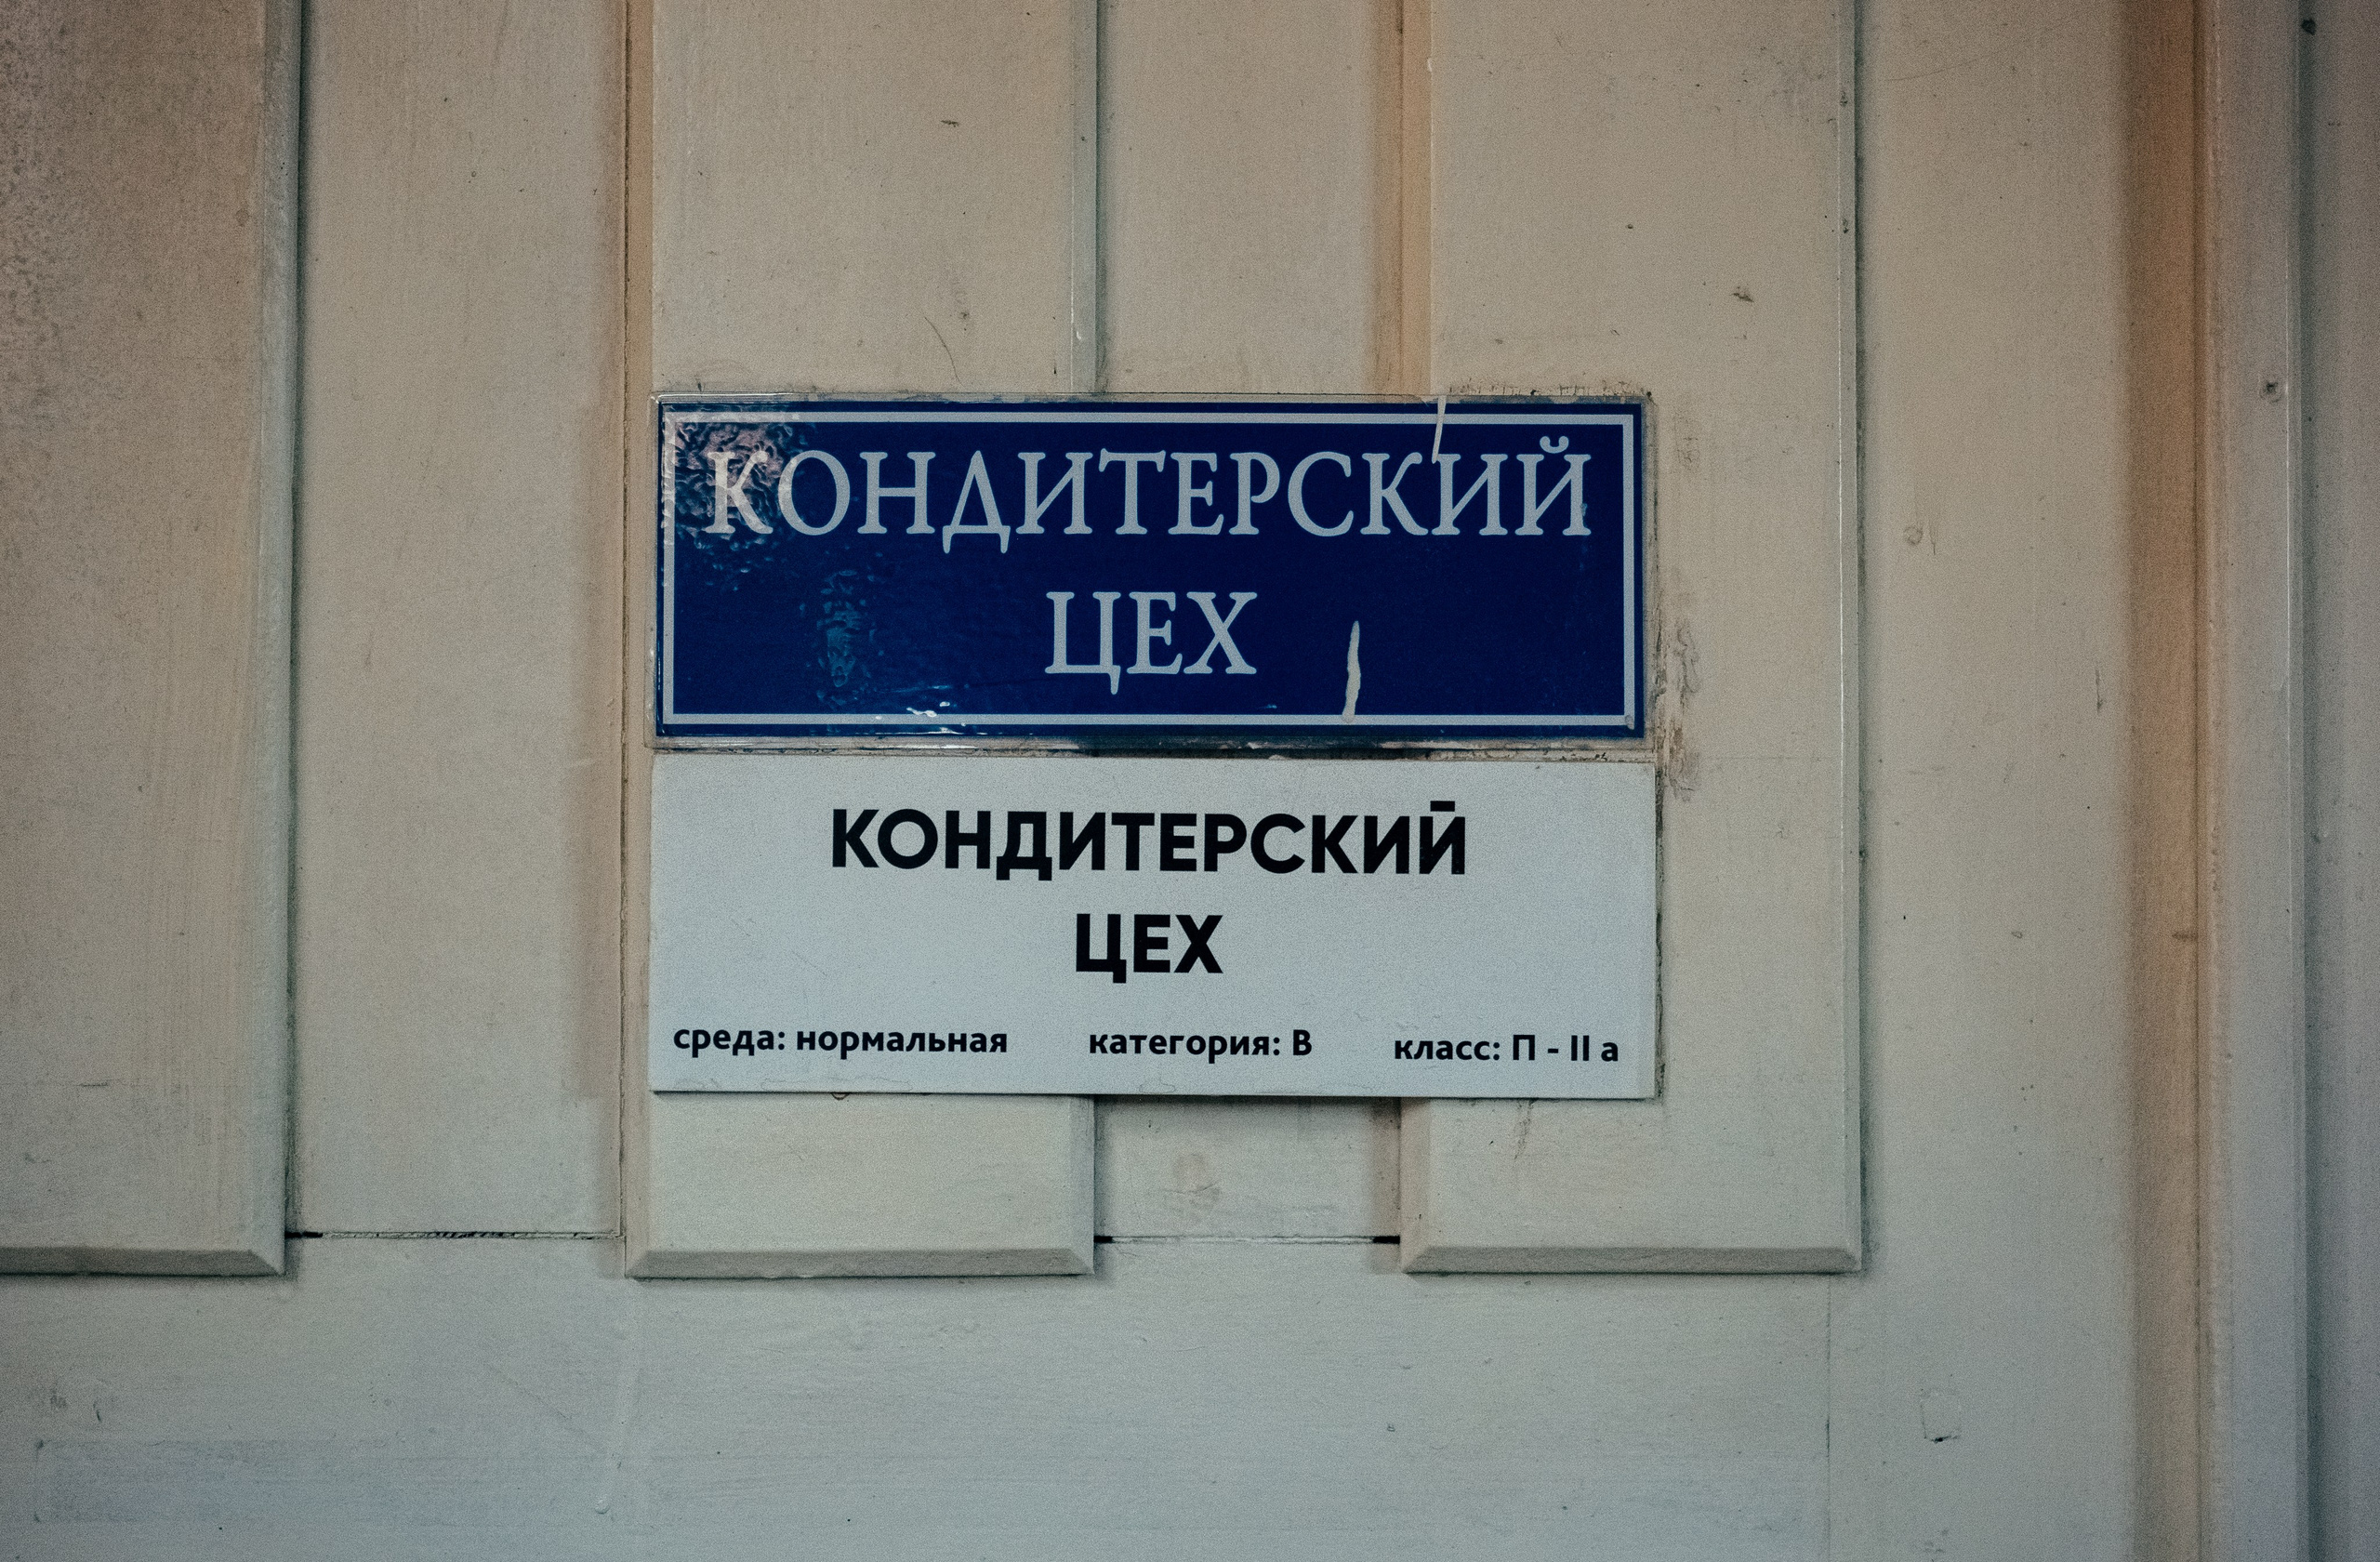 КОНДИТЕРСКИЙ
ЦЕХ
КОНДИТЕРСКИЙ
ЦЕХ
среда: нормальная категория: В класс: П - II а